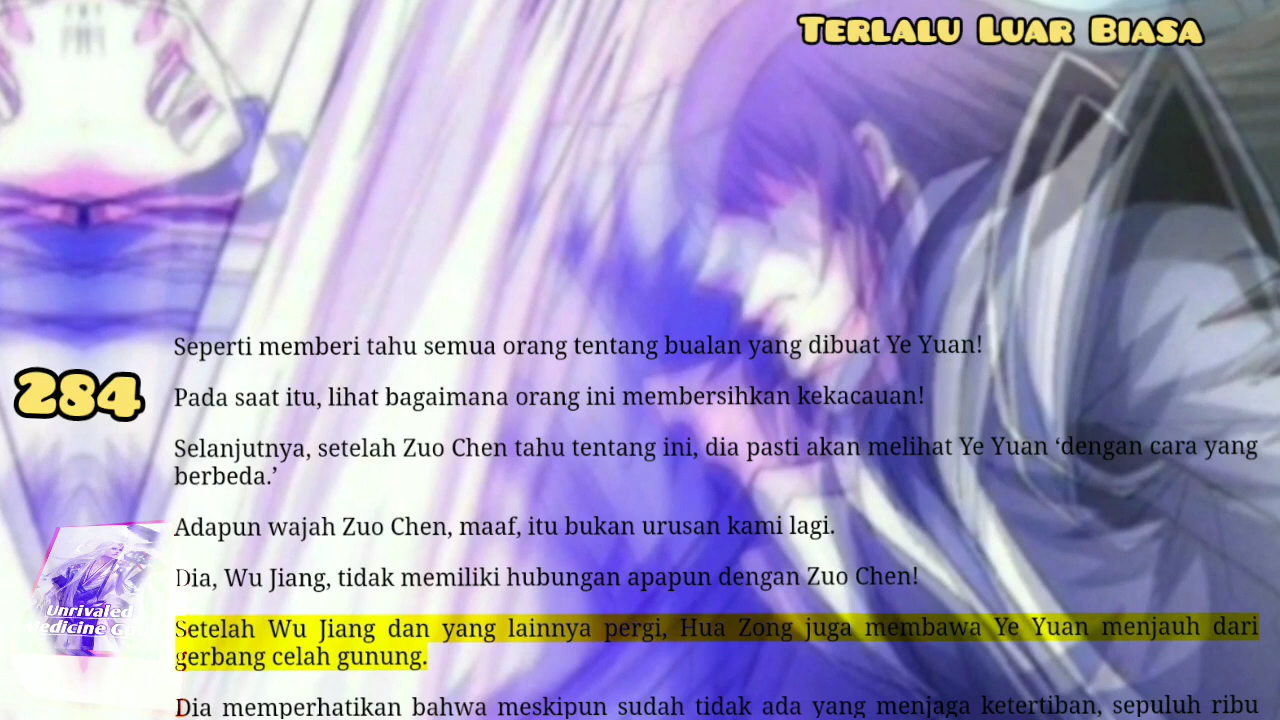 Terlalu Luar Biasa
Seperti memberi tahu semua orang tentang bualan yang dibuat Ye Yuan!
284
Pada saat itu, lihat bagaimana orang ini membersihkan kekacauan!
Selanjutnya, setelah Zuo Chen tahu tentang ini, dia pasti akan melihat Ye Yuan ‘dengan cara yang
berbeda.’
Adapun wajah Zuo Chen, maaf, itu bukan urusan kami lagi.
Dia, Wu Jiang, tidak memiliki hubungan apapun dengan Zuo Chen!
Unrivaled
Medicine
Setelah Wu Jiang dan yang lainnya pergi, Hua Zong juga membawa Ye Yuan menjauh dari
gerbang celah gunung.
Dia memperhatikan bahwa meskipun sudah tidak ada yang menjaga ketertiban, sepuluh ribu